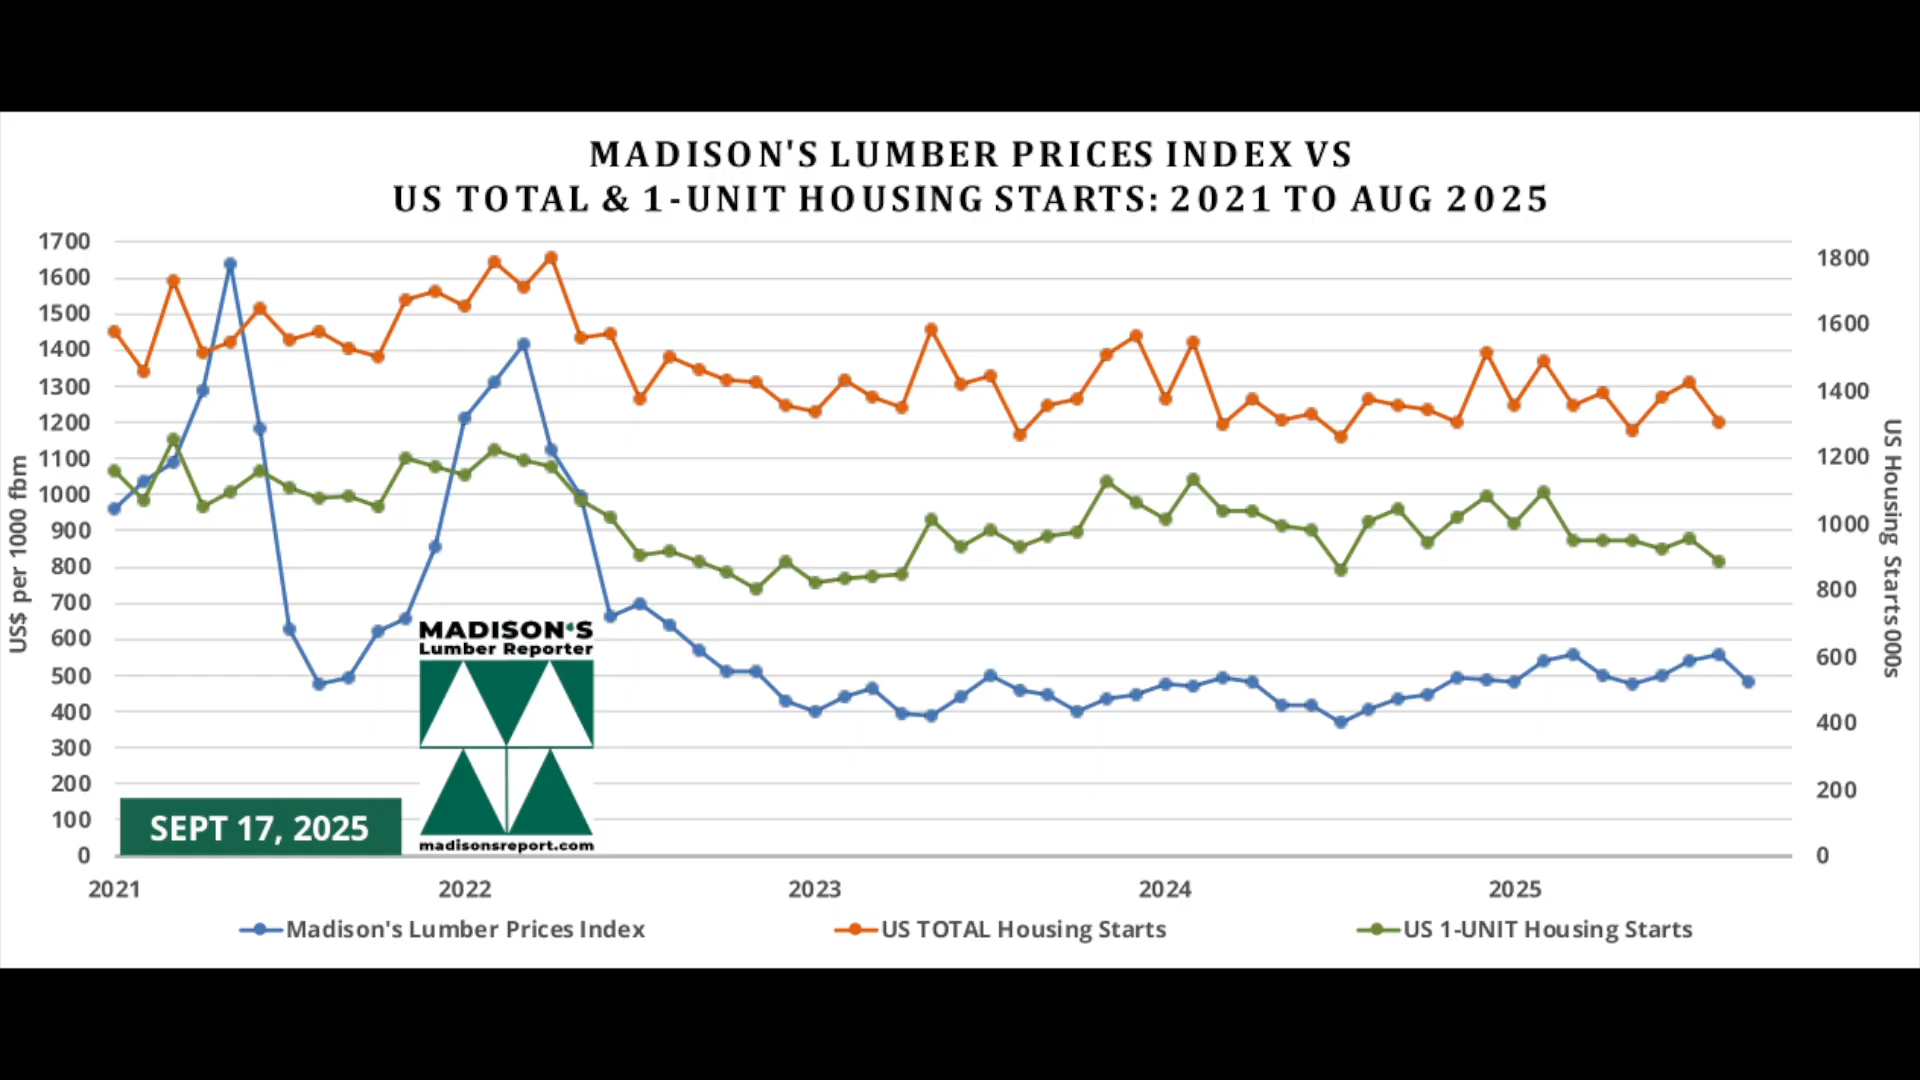 MADISON'S LUMBER PRICES INDEX VS
US TOTAL & 1-UNIT HOUSING STARTS: 2021 TO AUG 2025
US$ per 1000 fbm
1700
1600
1500
1400
1300
1200
1100
1000
900
800
700
600
500
400
300
200
100
0
1800
1600
1400
1200
1000
800
600
400
200
0
US Housing Starts 000s
MADISON'S
Lumber Reporter
madisonsreport.com
SEPT 17, 2025
2021 2022 2023 2024 2025
Madison's Lumber Prices Index US TOTAL Housing Starts US 1-UNIT Housing Starts